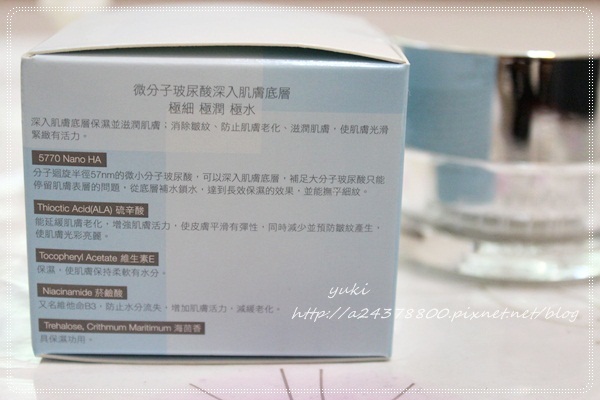 微分子玻尿酸深入肌膚底層
極細 極潤 極水
深入肌膚底層保濕並滋潤肌膚；消除皺紋、防止肌膚老化、滋潤肌膚，使肌膚光滑
緊緻有活力。
5770 Nano HA
分子迴旋半徑57nm的微小分子玻尿酸，可以深入肌膚底層，補足大分子玻尿酸只能
停留肌膚表層的問題，從底層補水鎖水，達到長效保濕的效果，並能撫平細紋。
Thioctic Acid(ALA) 硫辛酸
能延緩肌膚老化，增強肌膚活力，使皮膚平滑有彈性，同時減少並預防皺紋產生，
使肌膚光彩亮麗。
Tocopheryl Acetate 維生素E
保濕，使肌膚保持柔軟有水分。
Niacinamide 菸鹼酸
又名維他命B3，防止水分流失，增加肌膚活力，減緩老化。
Trehalose, Crithmum Maritimum 海茴香
具保濕功用。
yuki
http://a24378800.pixnet.net/blog